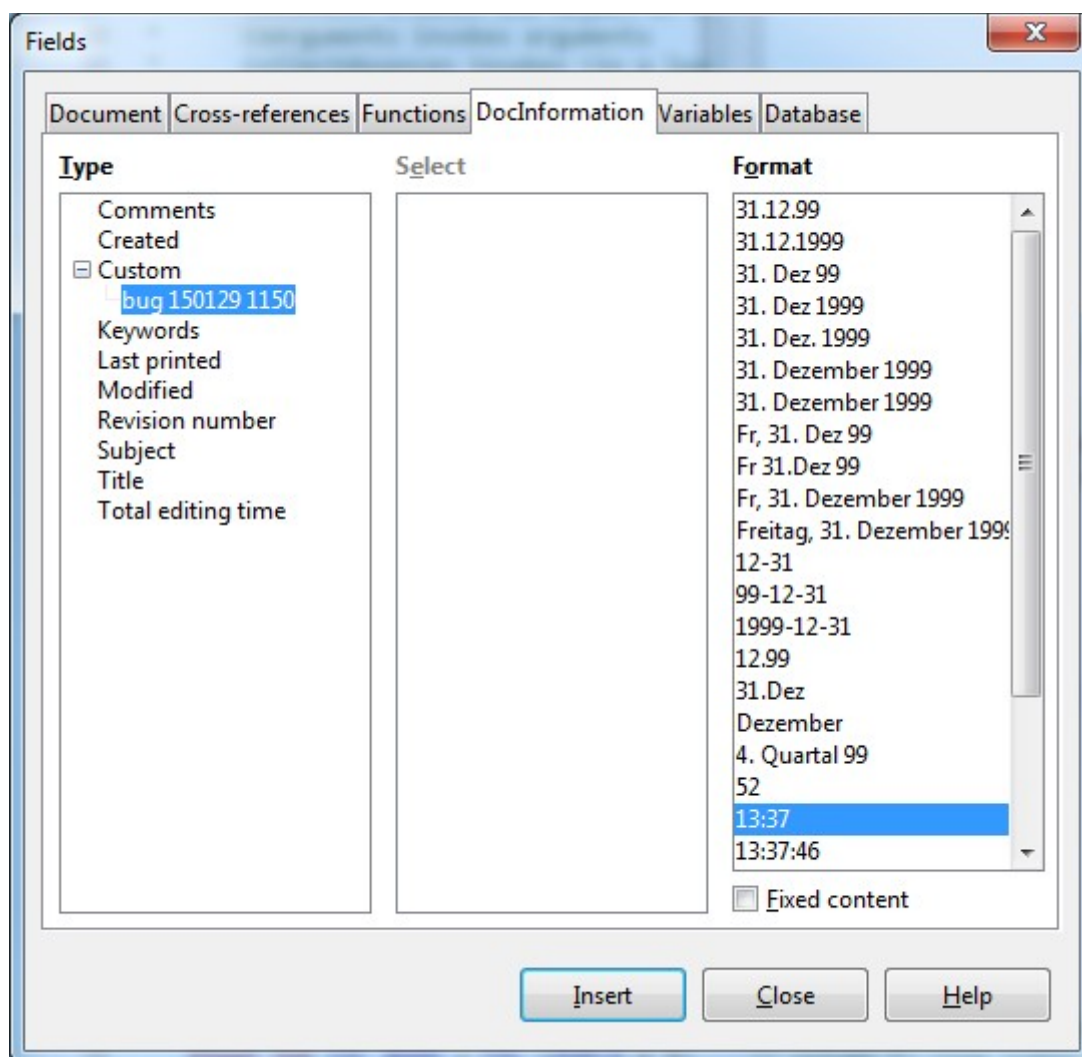 Fields
Document Cross-references Functions DocInformation Variables Database
Type
Comments
Created
Custom
bug 150129 1150
Keywords
Last printed
Modified
Revision number
Subject
Title
Total editing time
Select
Format
31.12.99
31.12.1999
31. Dez 99
31. Dez 1999
31. Dez. 1999
31. Dezember 1999
31. Dezember 1999
Fr, 31. Dez 99
Fr 31.Dez 99
Fr, 31. Dezember 1999
Freitag, 31. Dezember 1999
12-31
99-12-31
1999-12-31
12.99
31.Dez
Dezember
4. Quartal 99
52
13:37
13:37:46
Fixed content
Insert Close Help